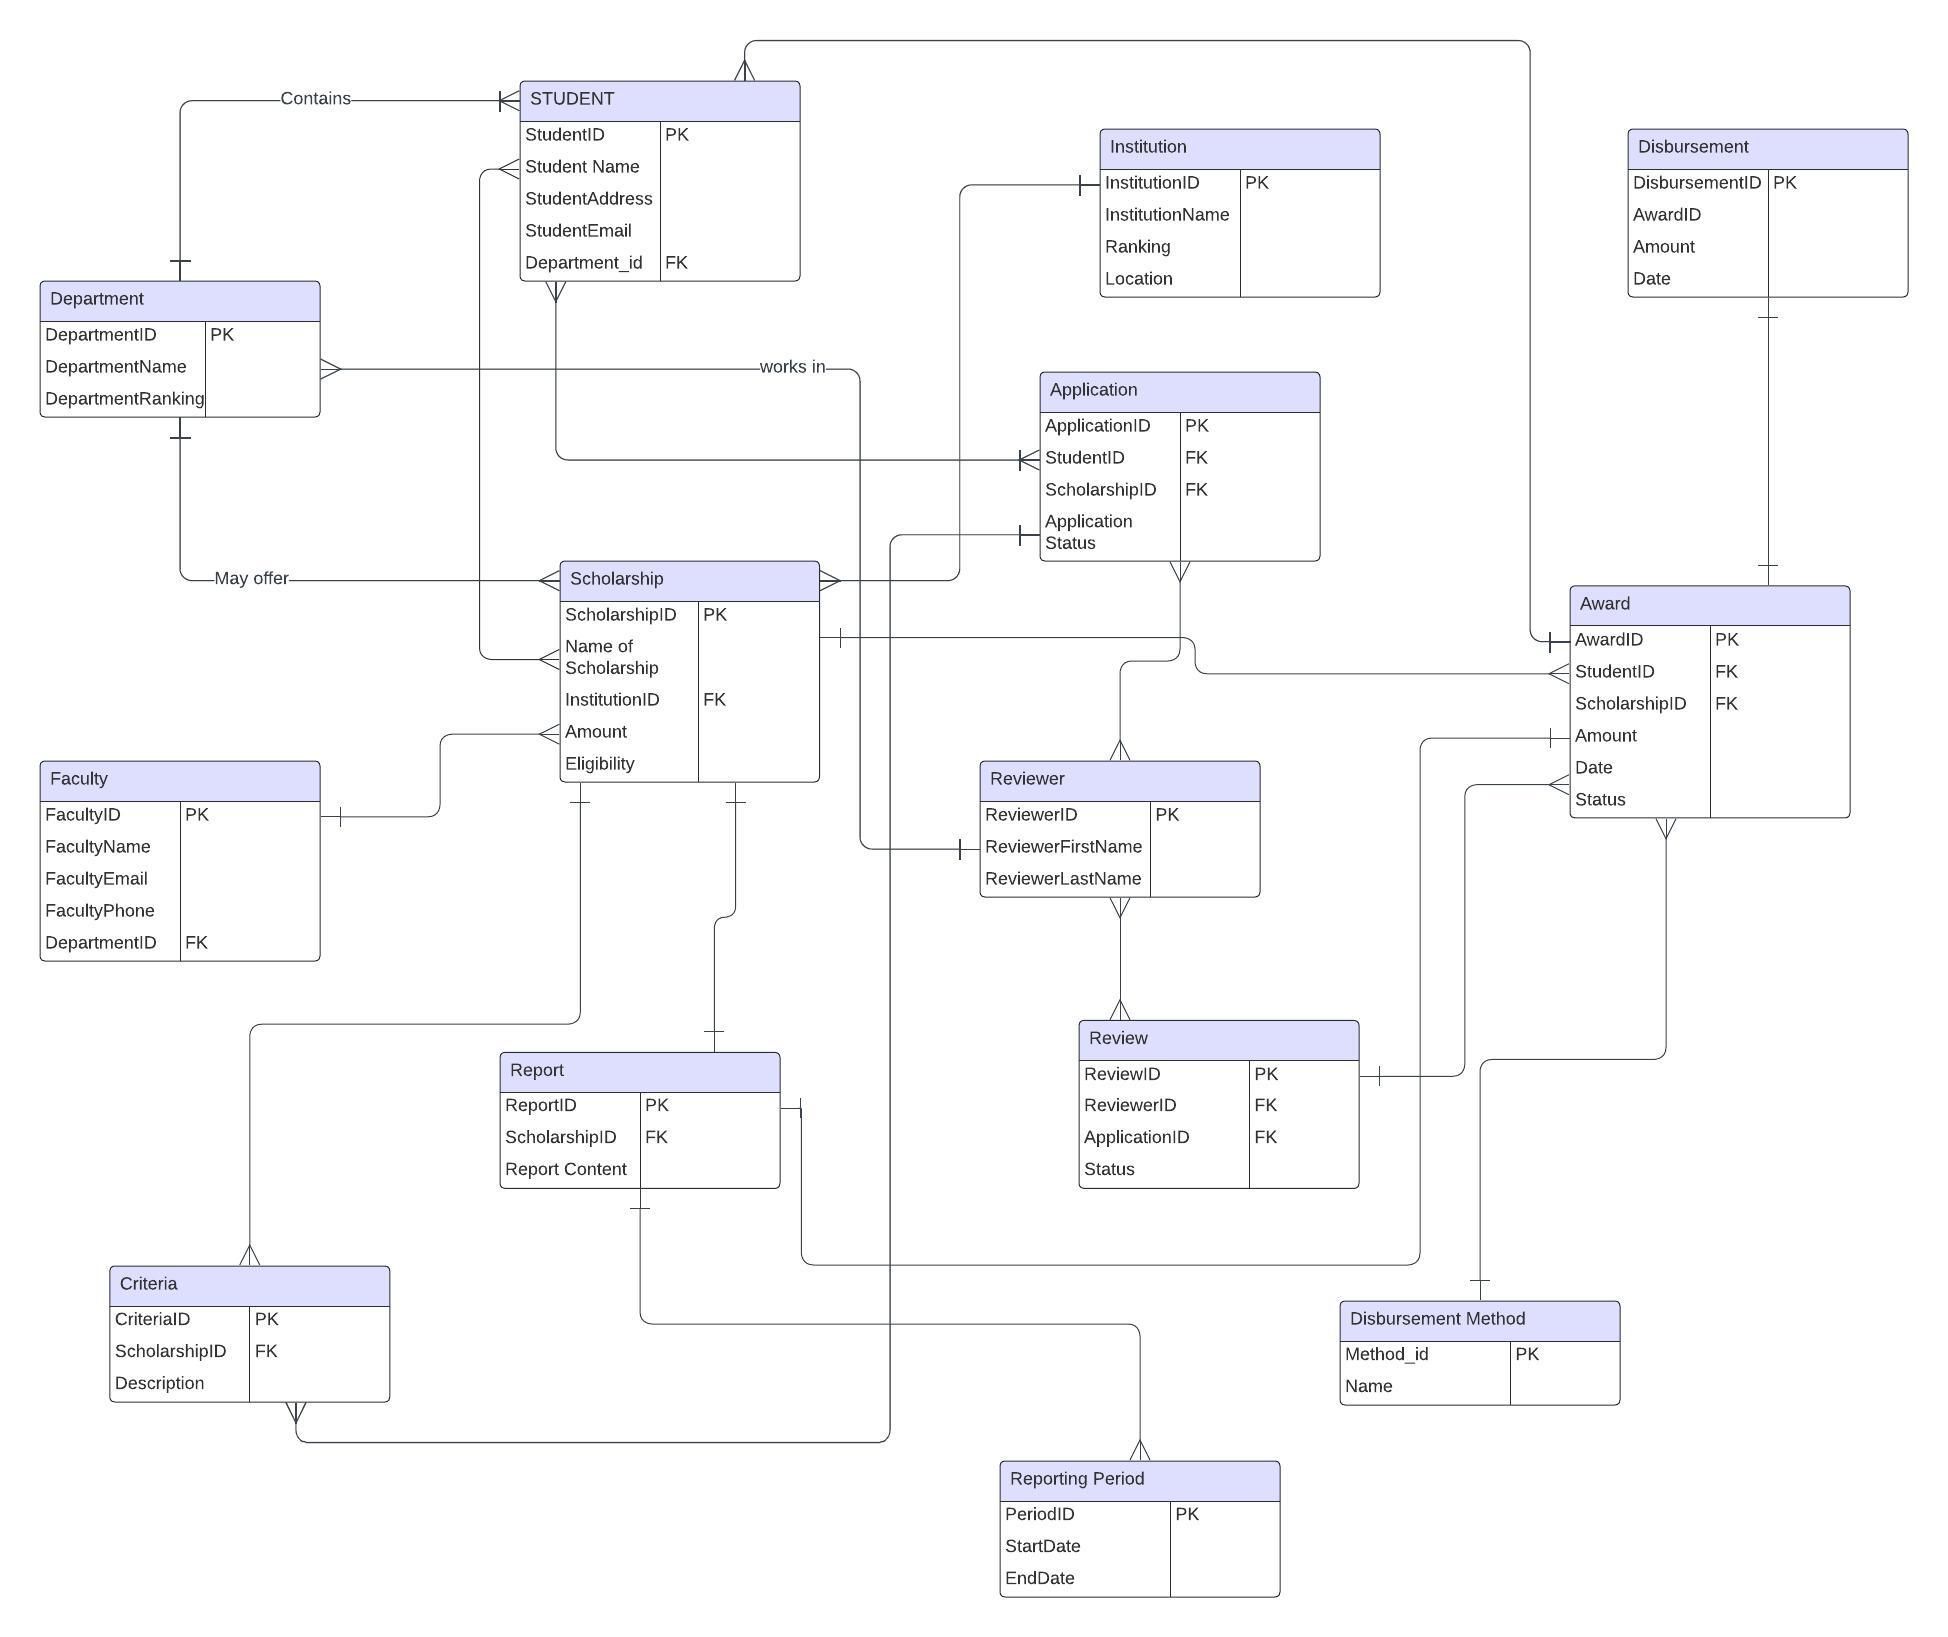 Contains
STUDENT
StudentID PK
Student Name
StudentAddress
StudentEmail
Department_id FK
Institution
InstitutionID PK
InstitutionName
Ranking
Location
Disbursement
DisbursementID PK
AwardID
Amount
Date
Department
DepartmentID PK
DepartmentName
DepartmentRanking
works in
Application
ApplicationID PK
StudentID FK
ScholarshipID FK
Application
Status
May offer
Scholarship
ScholarshipID PK
Name of
Scholarship
InstitutionID FK
Amount
Eligibility
Award
AwardID PK
StudentID FK
ScholarshipID FK
Amount
Date
Status
Faculty
FacultyID PK
FacultyName
FacultyEmail
FacultyPhone
DepartmentID FK
Reviewer
ReviewerID PK
ReviewerFirstName
ReviewerLastName
Report
ReportID PK
ScholarshipID FK
Report Content
Review
ReviewID PK
ReviewerID FK
ApplicationID FK
Status
Criteria
CriteriaID PK
ScholarshipID FK
Description
Disbursement Method
Method_id PK
Name
Reporting Period
PeriodID PK
StartDate
EndDate